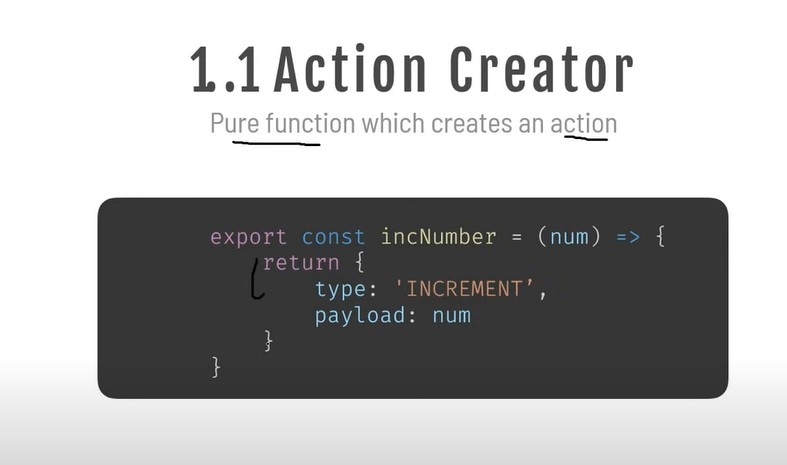 1.1 Action Creator
Pure function which creates an action
export const incNumber = (num) => {
return {
type: 'INCREMENT’,
payload: num
}
}